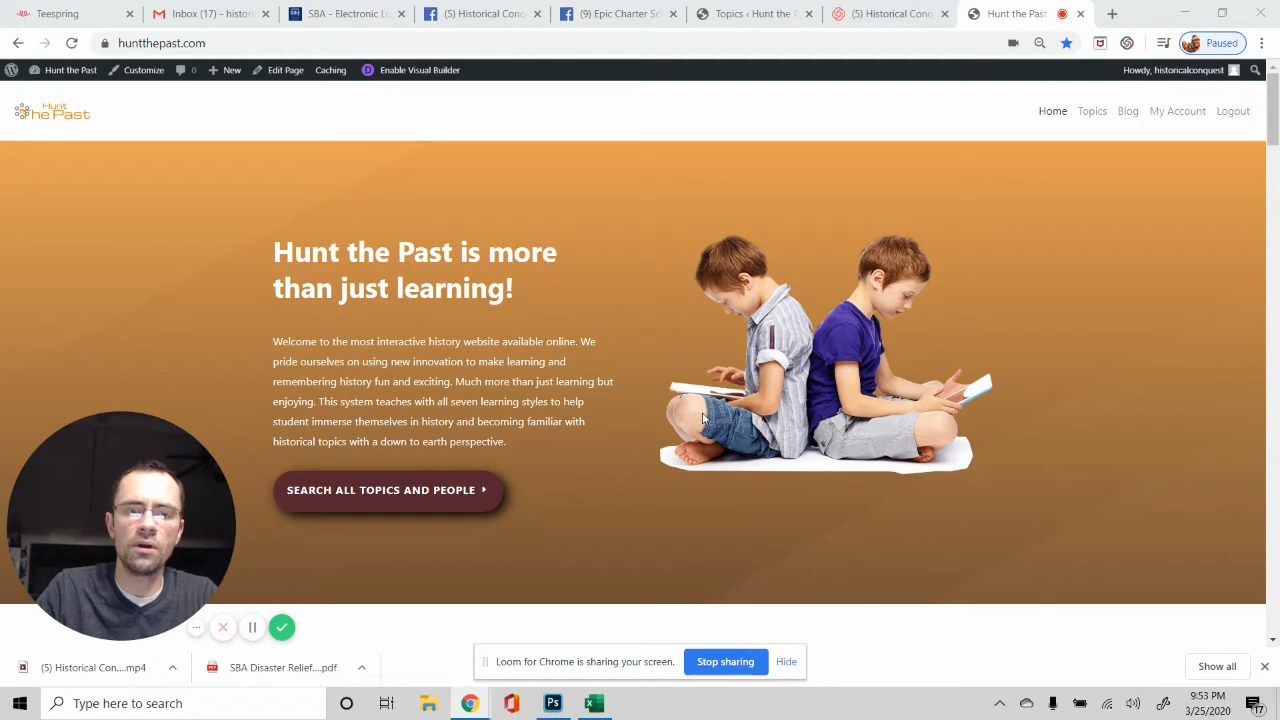 Teespring
Inbox (17) - histori
SBA - Electronic Lo
(5) Historical Conq
(9) Epic Charter Sc
Topics ‹ Hunt the P
(5) Historical Conq
Hunt the Past
huntthepast.com
Paused
Hunt the Past
Customize
0
New
Edit Page
Caching
Enable Visual Builder
Howdy, historicalconquest
Hunt
The Past
Home
Topics
Blog
My Account
Logout
Hunt the Past is more
than just learning!
Welcome to the most interactive history website available online. We
pride ourselves on using new innovation to make learning and
remembering history fun and exciting. Much more than just learning but
enjoying. This system teaches with all seven learning styles to help
student immerse themselves in history and becoming familiar with
historical topics with a down to earth perspective.
SEARCH ALL TOPICS AND PEOPLE
Loom for Chrome is sharing your screen.
Stop sharing
Hide
(5) Historical Con....mp4
SBA Disaster Relief....pdf
Show all
Type here to search
9:53 PM
3/25/2020
17